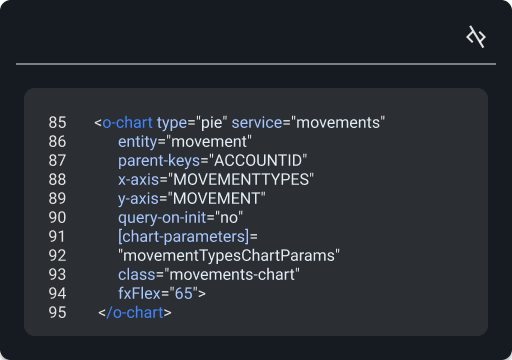 85 <o-chart type="pie" service="movements"
86 entity="movement"
87 parent-keys="ACCOUNTID"
88 x-axis="MOVEMENTTYPES"
89 y-axis="MOVEMENT"
90 query-on-init="no"
91 [chart-parameters]=
92 "movementTypesChartParams"
93 class="movements-chart"
94 fxFlex="65">
95 </o-chart>